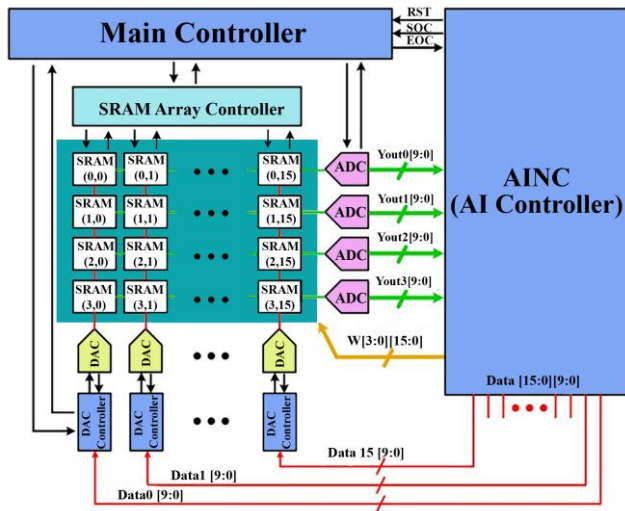 Main Controller
RST
SOC
EOC
SRAM Array Controller
SRAM (0,0)
SRAM (0,1)
SRAM (0,15)
ADC
Yout0[9:0]
SRAM (1,0)
SRAM (1,1)
SRAM (1,15)
ADC
Yout1[9:0]
SRAM (2,0)
SRAM (2,1)
SRAM (2,15)
ADC
Yout2[9:0]
SRAM (3,0)
SRAM (3,1)
SRAM (3,15)
ADC
Yout3[9:0]
AINC
(AI Controller)
W[3:0][15:0]
DAC
DAC
DAC
Data [15:0][9:0]
DAC
Controller
DAC
Controller
DAC
Controller
Data 15 [9:0]
Data1 [9:0]
Data0 [9:0]